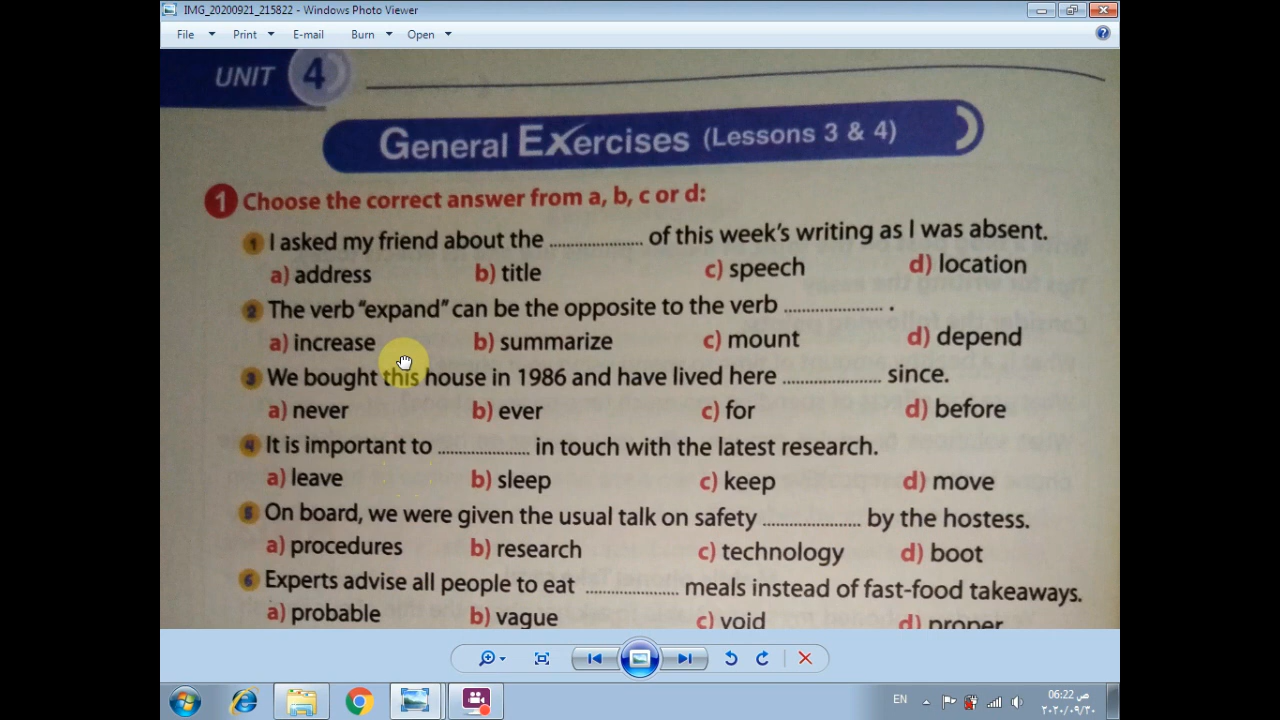 IMG_20200921_215822 - Windows Photo Viewer
File Print E-mail Burn Open
UNIT 4
General Exercises (Lessons 3 & 4)
1 Choose the correct answer from a, b, c or d:
1 I asked my friend about the .................... of this week's writing as I was absent.
a) address b) title c) speech d) location
2 The verb "expand" can be the opposite to the verb .................... .
a) increase b) summarize c) mount d) depend
3 We bought this house in 1986 and have lived here .................... since.
a) never b) ever c) for d) before
4 It is important to .................... in touch with the latest research.
a) leave b) sleep c) keep d) move
5 On board, we were given the usual talk on safety .................... by the hostess.
a) procedures b) research c) technology d) boot
6 Experts advise all people to eat .................... meals instead of fast-food takeaways.
a) probable b) vague c) void d) proper
EN
06:22 ص
٢٠٢٠/٠٩/٣٠